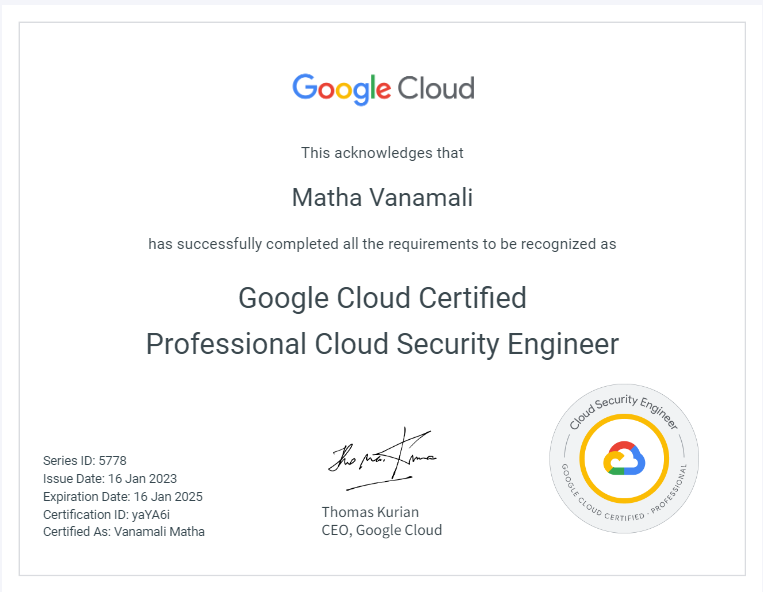 Google Cloud
This acknowledges that
Matha Vanamali
has successfully completed all the requirements to be recognized as
Google Cloud Certified
Professional Cloud Security Engineer
Series ID: 5778
Issue Date: 16 Jan 2023
Expiration Date: 16 Jan 2025
Certification ID: yaYA6i
Certified As: Vanamali Matha
Thomas Kurian
CEO, Google Cloud
Cloud Security Engineer
GOOGLE CLOUD CERTIFIED · PROFESSIONAL